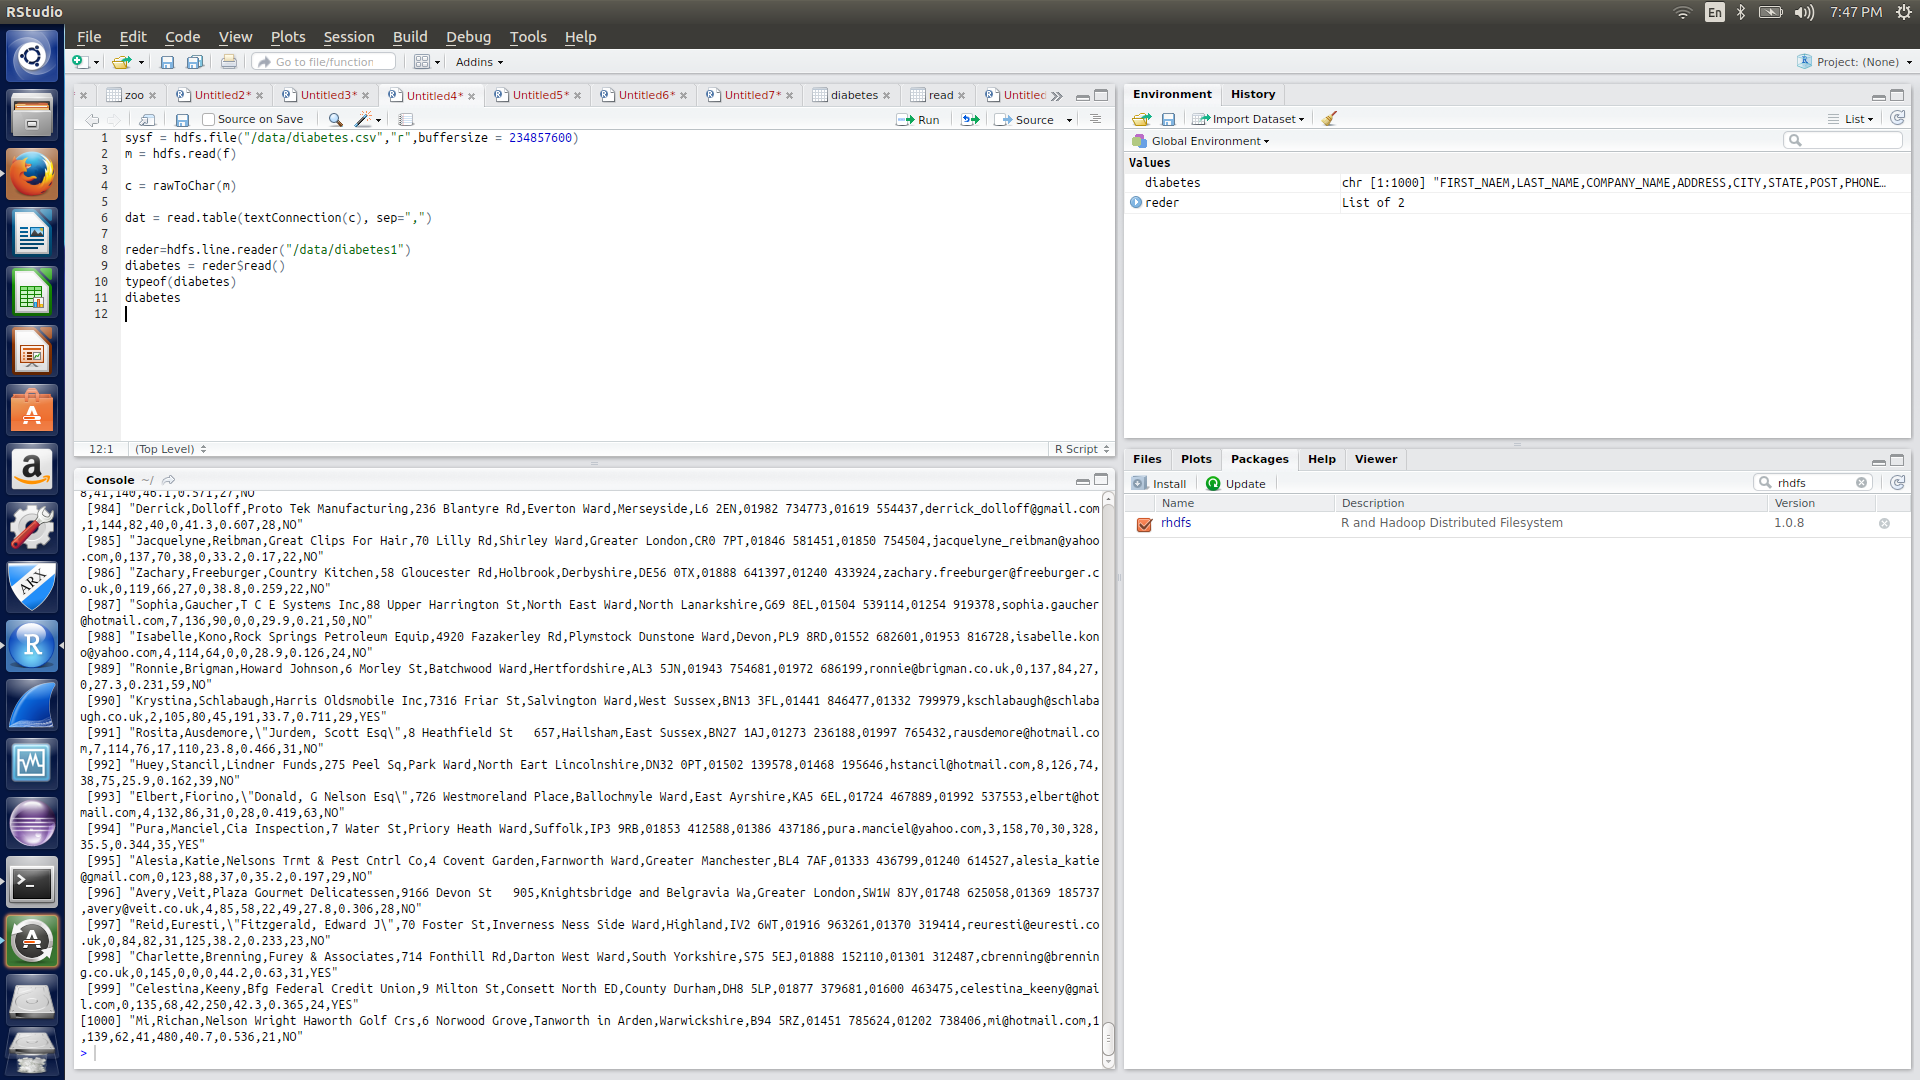 RStudio
En
7:47 PM
File Edit Code View Plots Session Build Debug Tools Help
Go to file/function
Addins
Project: (None)
zoo
Untitled2*
Untitled3*
Untitled4*
Untitled5*
Untitled6*
Untitled7*
diabetes
read
Untitled
Source on Save
Run
Source
1 sysf = hdfs.file("/data/diabetes.csv","r",buffersize = 234857600)
2 m = hdfs.read(f)
3
4 c = rawToChar(m)
5
6 dat = read.table(textConnection(c), sep=",")
7
8 reder=hdfs.line.reader("/data/diabetes1")
9 diabetes = reder$read()
10 typeof(diabetes)
11 diabetes
12
12:1 (Top Level) R Script
Console ~/
8,41,140,46.1,0.571,27,NO"
[984] "Derrick,Dolloff,Proto Tek Manufacturing,236 Blantyre Rd,Everton Ward,Merseyside,L6 2EN,01982 734773,01619 554437,derrick_dolloff@gmail.com
,1,144,82,40,0,41.3,0.607,28,NO"
[985] "Jacquelyne,Reibman,Great Clips For Hair,70 Lilly Rd,Shirley Ward,Greater London,CR0 7PT,01846 581451,01850 754504,jacquelyne_reibman@yahoo
.com,0,137,70,38,0,33.2,0.17,22,NO"
[986] "Zachary,Freeburger,Country Kitchen,58 Gloucester Rd,Holbrook,Derbyshire,DE56 0TX,01888 641397,01240 433924,zachary.freeburger@freeburger.c
o.uk,0,119,66,27,0,38.8,0.259,22,NO"
[987] "Sophia,Gaucher,T C E Systems Inc,88 Upper Harrington St,North East Ward,North Lanarkshire,G69 8EL,01504 539114,01254 919378,sophia.gaucher
@hotmail.com,7,136,90,0,0,29.9,0.21,50,NO"
[988] "Isabelle,Kono,Rock Springs Petroleum Equip,4920 Fazakerley Rd,Plymstock Dunstone Ward,Devon,PL9 8RD,01552 682601,01953 816728,isabelle.kon
o@yahoo.com,4,114,64,0,0,28.9,0.126,24,NO"
[989] "Ronnie,Brigman,Howard Johnson,6 Morley St,Batchwood Ward,Hertfordshire,AL3 5JN,01943 754681,01972 686199,ronnie@brigman.co.uk,0,137,84,27,
0,27.3,0.231,59,NO"
[990] "Krystina,Schlabaugh,Harris Oldsmobile Inc,7316 Friar St,Salvington Ward,West Sussex,BN13 3FL,01441 846477,01332 799979,kschlabaugh@schlaba
ugh.co.uk,2,105,80,45,191,33.7,0.711,29,YES"
[991] "Rosita,Ausdemore,\"Jurdem, Scott Esq\",8 Heathfield St   657,Hailsham,East Sussex,BN27 1AJ,01273 236188,01997 765432,rausdemore@hotmail.co
m,7,114,76,17,110,23.8,0.466,31,NO"
[992] "Huey,Stancil,Lindner Funds,275 Peel Sq,Park Ward,North Eart Lincolnshire,DN32 0PT,01502 139578,01468 195646,hstancil@hotmail.com,8,126,74,
38,75,25.9,0.162,39,NO"
[993] "Elbert,Fiorino,\"Donald, G Nelson Esq\",726 Westmoreland Place,Ballochmyle Ward,East Ayrshire,KA5 6EL,01724 467889,01992 537553,elbert@hot
mail.com,4,132,86,31,0,28,0.419,63,NO"
[994] "Pura,Manciel,Cia Inspection,7 Water St,Priory Heath Ward,Suffolk,IP3 9RB,01853 412588,01386 437186,pura.manciel@yahoo.com,3,158,70,30,328,
35.5,0.344,35,YES"
[995] "Alesia,Katie,Nelsons Trmt & Pest Cntrl Co,4 Covent Garden,Farnworth Ward,Greater Manchester,BL4 7AF,01333 436799,01240 614527,alesia_katie
@gmail.com,0,123,88,37,0,35.2,0.197,29,NO"
[996] "Avery,Veit,Plaza Gourmet Delicatessen,9166 Devon St   905,Knightsbridge and Belgravia Wa,Greater London,SW1W 8JY,01748 625058,01369 185737
,avery@veit.co.uk,4,85,58,22,49,27.8,0.306,28,NO"
[997] "Reid,Euresti,\"Fitzgerald, Edward J\",70 Foster St,Inverness Ness Side Ward,Highland,IV2 6WT,01916 963261,01370 319414,reuresti@euresti.co
.uk,0,84,82,31,125,38.2,0.233,23,NO"
[998] "Charlette,Brenning,Furey & Associates,714 Fonthill Rd,Darton West Ward,South Yorkshire,S75 5EJ,01888 152110,01301 312487,cbrenning@brennin
g.co.uk,0,145,0,0,0,44.2,0.63,31,YES"
[999] "Celestina,Keeny,Bfg Federal Credit Union,9 Milton St,Consett North ED,County Durham,DH8 5LP,01877 379681,01600 463475,celestina_keeny@gmai
l.com,0,135,68,42,250,42.3,0.365,24,YES"
[1000] "Mi,Richan,Nelson Wright Haworth Golf Crs,6 Norwood Grove,Tanworth in Arden,Warwickshire,B94 5RZ,01451 785624,01202 738406,mi@hotmail.com,1
,139,62,41,480,40.7,0.536,21,NO"
>
Environment History
Import Dataset
List
Global Environment
Values
diabetes chr [1:1000] "FIRST_NAEM,LAST_NAME,COMPANY_NAME,ADDRESS,CITY,STATE,POST,PHONE…
reder List of 2
Files Plots Packages Help Viewer
Install Update
rhdfs
Name Description Version
rhdfs R and Hadoop Distributed Filesystem 1.0.8
a
ARX
R